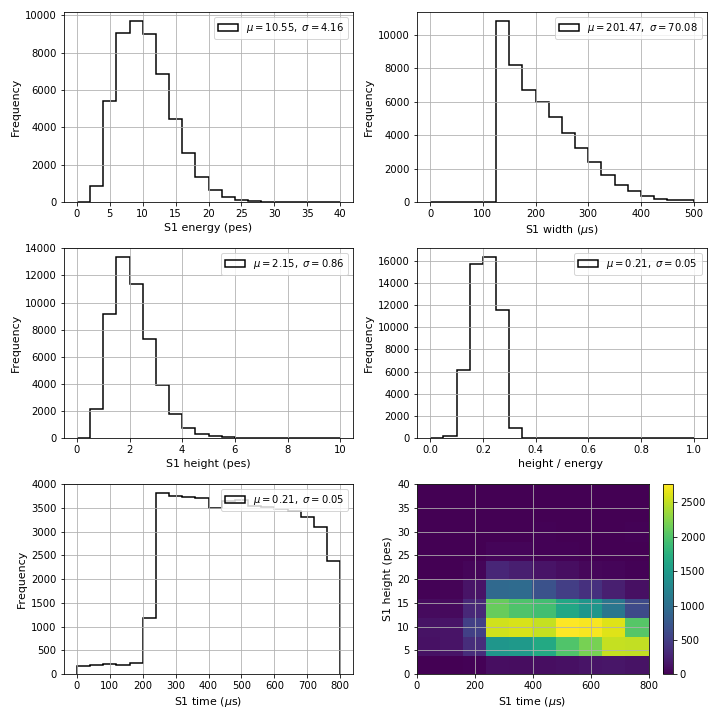 μ = 10.55, σ = 4.16
Frequency
10000
8000
6000
4000
2000
0
0 5 10 15 20 25 30 35 40
S1 energy (pes)
μ = 201.47, σ = 70.08
Frequency
10000
8000
6000
4000
2000
0
0 100 200 300 400 500
S1 width (μs)
μ = 2.15, σ = 0.86
Frequency
14000
12000
10000
8000
6000
4000
2000
0
0 2 4 6 8 10
S1 height (pes)
μ = 0.21, σ = 0.05
Frequency
16000
14000
12000
10000
8000
6000
4000
2000
0
0.0 0.2 0.4 0.6 0.8 1.0
height / energy
μ = 0.21, σ = 0.05
Frequency
4000
3500
3000
2500
2000
1500
1000
500
0
0 100 200 300 400 500 600 700 800
S1 time (μs)
S1 height (pes)
40
35
30
25
20
15
10
5
0
0 200 400 600 800
S1 time (μs)
2500
2000
1500
1000
500
0